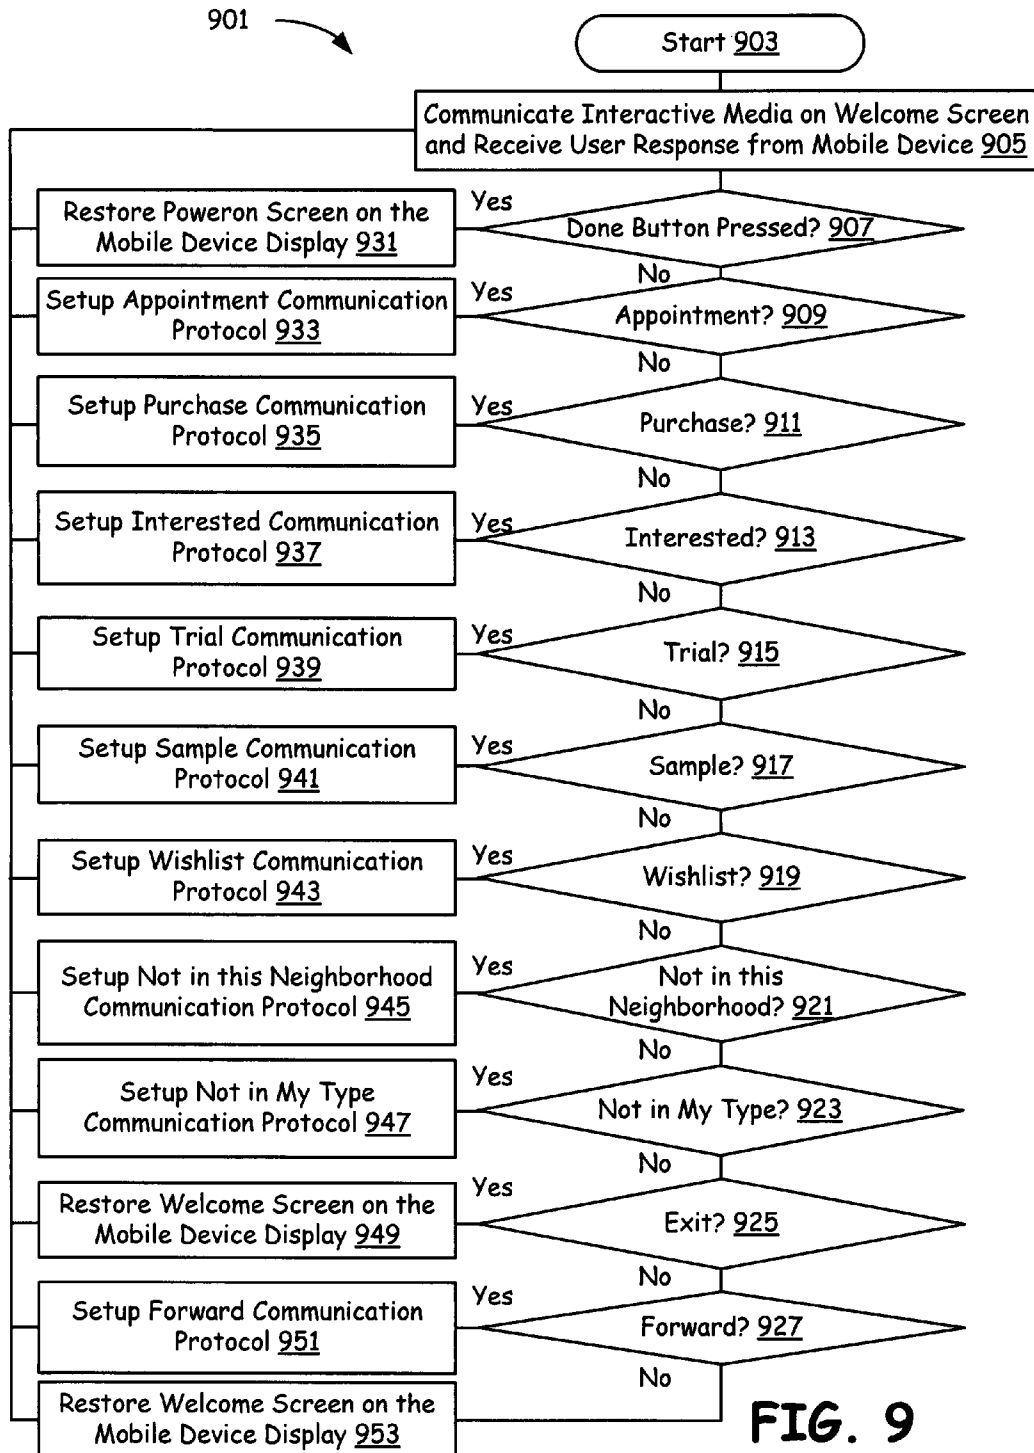 901
Start 903
Communicate Interactive Media on Welcome Screen
and Receive User Response from Mobile Device 905
Restore Poweron Screen on the
Mobile Device Display 931
Yes
Done Button Pressed? 907
No
Setup Appointment Communication
Protocol 933
Yes
Appointment? 909
No
Setup Purchase Communication
Protocol 935
Yes
Purchase? 911
No
Setup Interested Communication
Protocol 937
Yes
Interested? 913
No
Setup Trial Communication
Protocol 939
Yes
Trial? 915
No
Setup Sample Communication
Protocol 941
Yes
Sample? 917
No
Setup Wishlist Communication
Protocol 943
Yes
Wishlist? 919
No
Setup Not in this Neighborhood
Communication Protocol 945
Yes
Not in this
Neighborhood? 921
No
Setup Not in My Type
Communication Protocol 947
Yes
Not in My Type? 923
No
Restore Welcome Screen on the
Mobile Device Display 949
Yes
Exit? 925
No
Setup Forward Communication
Protocol 951
Yes
Forward? 927
No
Restore Welcome Screen on the
Mobile Device Display 953
FIG. 9